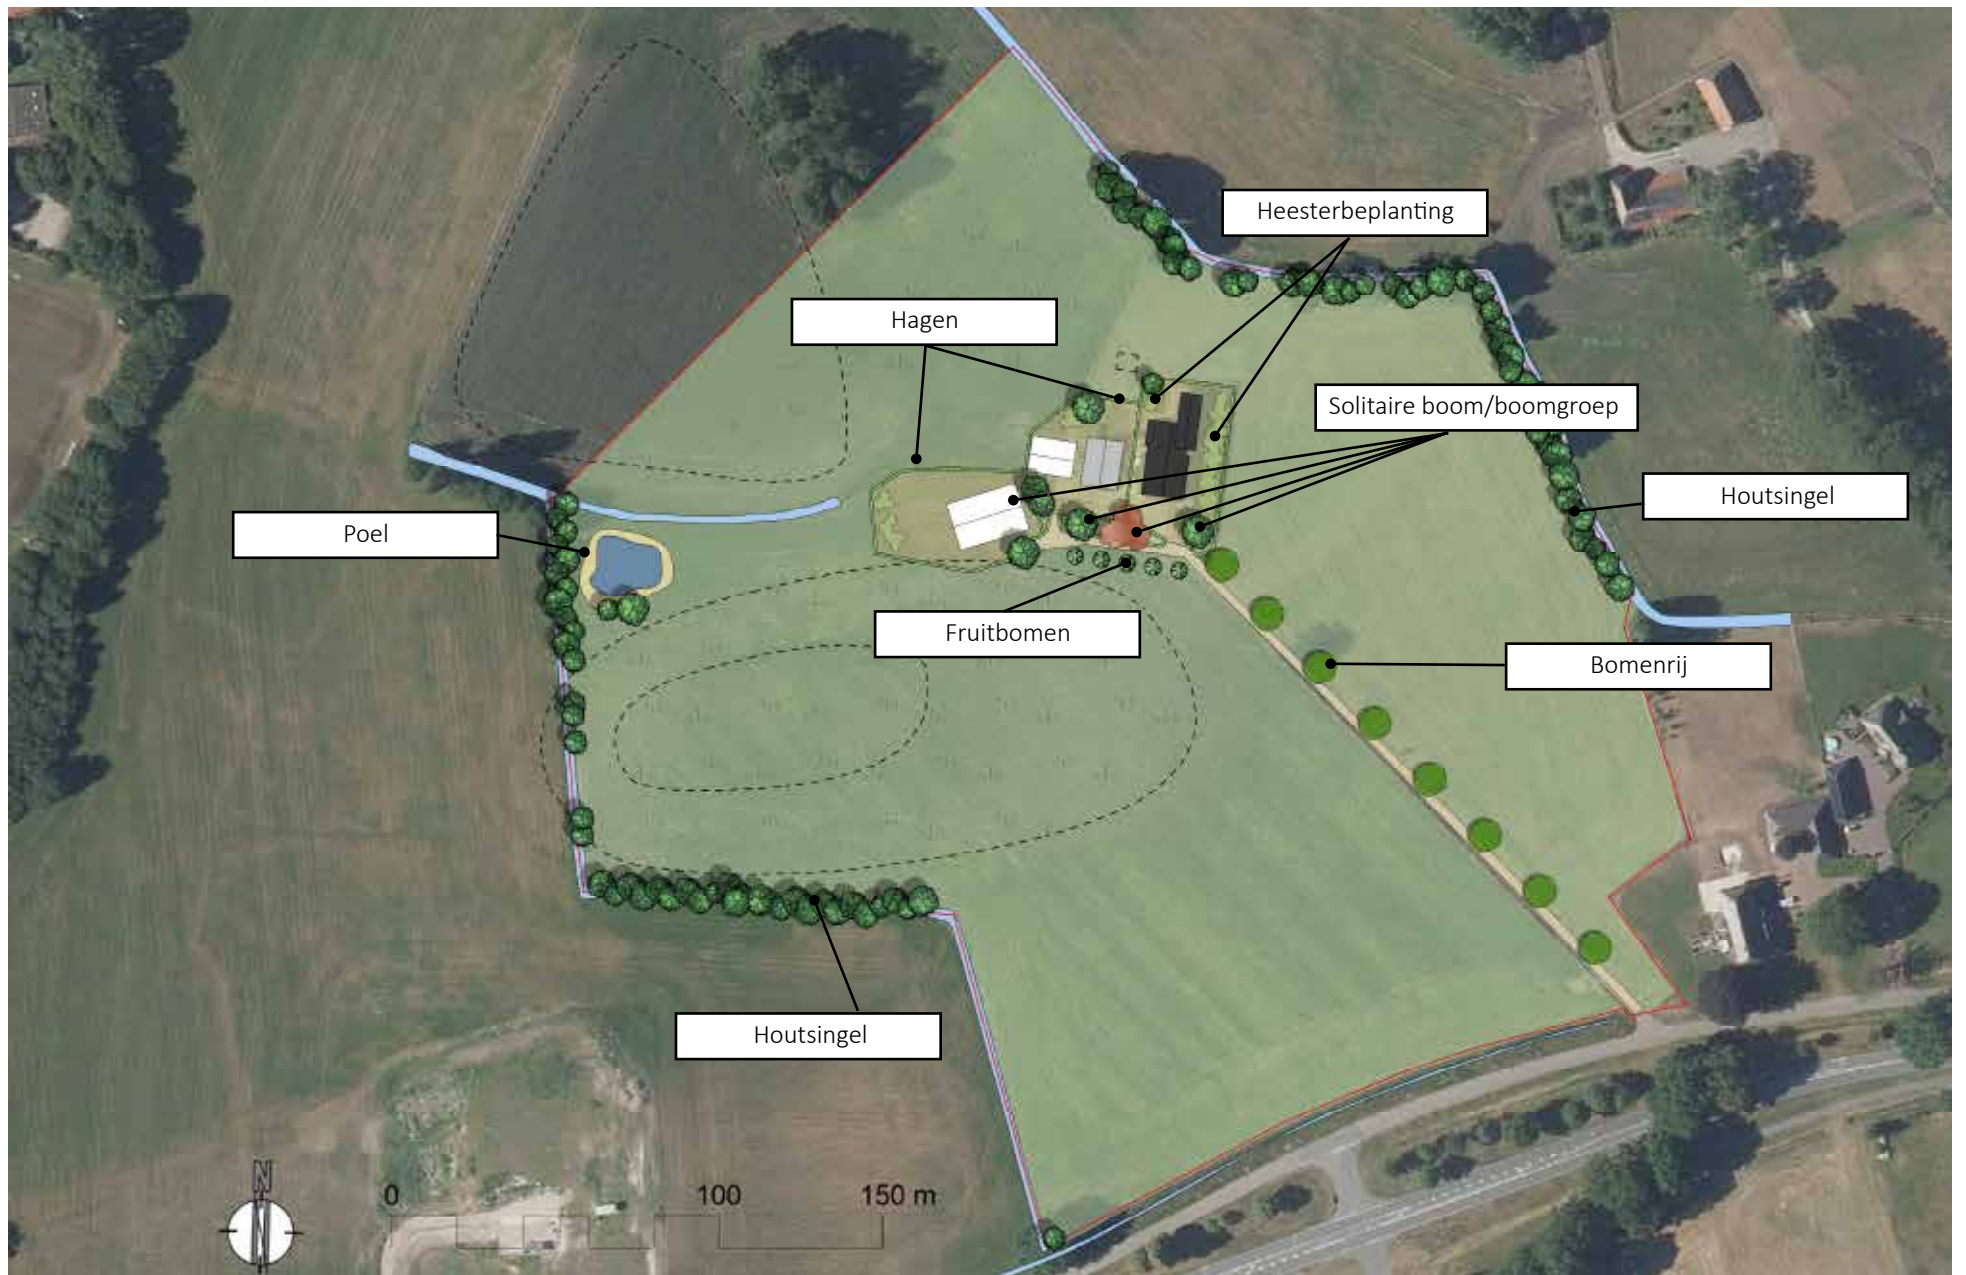 Heesterbeplanting
Hagen
Solitaire boom/boomgroep
Houtsingel
Poel
Fruitbomen
Bomenrij
Houtsingel
N
0 100 150 m